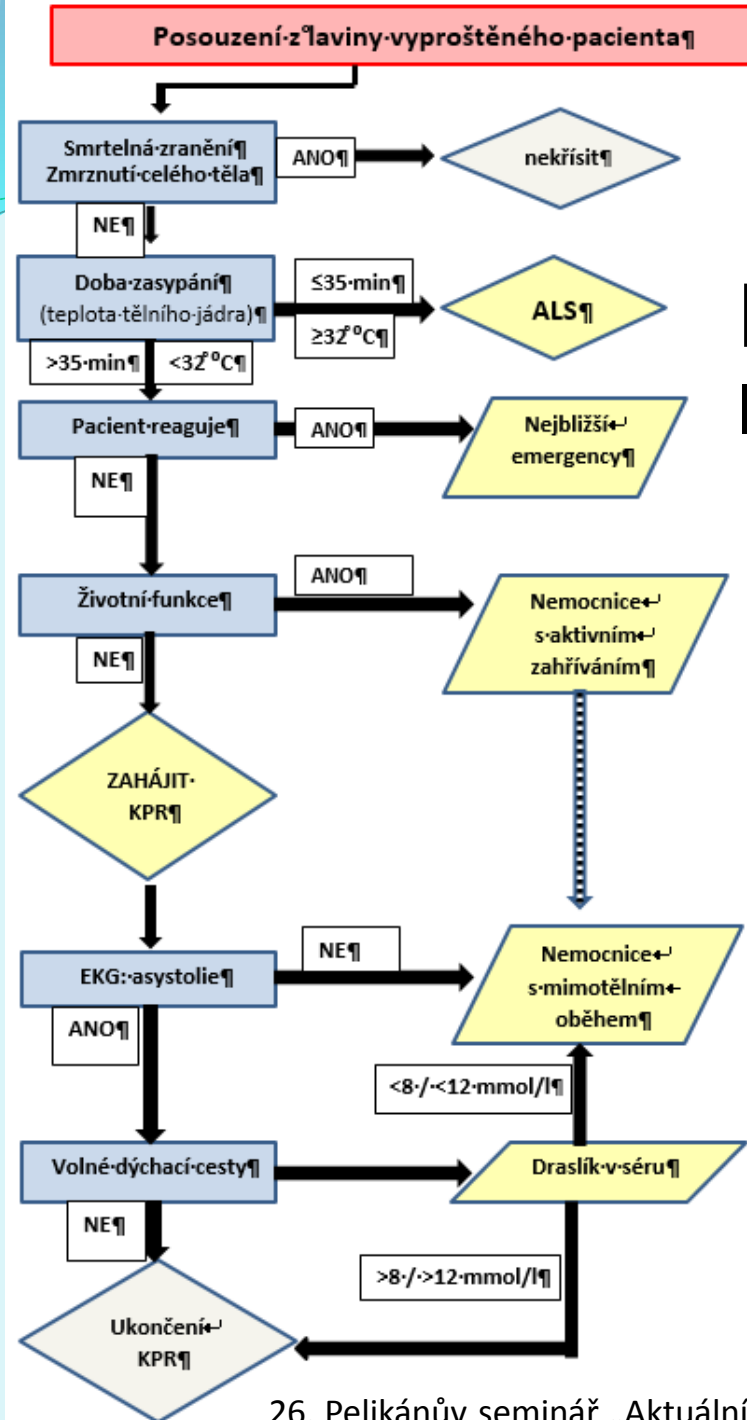 Posouzení·z°laviny·vyproštěného·pacienta¶
Smrtelná·zranění¶
Zmrznutí·celého·těla¶
ANO¶
nekřísit¶
NE¶
Doba·zasypání¶
(teplota·tělního·jádra)¶
≤35·min¶
≥32°°C¶
ALS¶
>35·min¶
<32°°C¶
Pacient·reaguje¶
ANO¶
Nejbližší↵
emergency¶
NE¶
Životní·funkce¶
ANO¶
Nemocnice↵
s·aktivním↵
zahříváním¶
NE¶
ZAHÁJIT·
KPR¶
EKG:·asystolie¶
NE¶
Nemocnice↵
s·mimotělním↵
oběhem¶
ANO¶
<8·/·<12·mmol/l¶
Volné·dýchací·cesty¶
Draslík·v·séru¶
NE¶
>8·/·>12·mmol/l¶
Ukončení↵
KPR¶
26. Pelikánův seminář, Aktuální